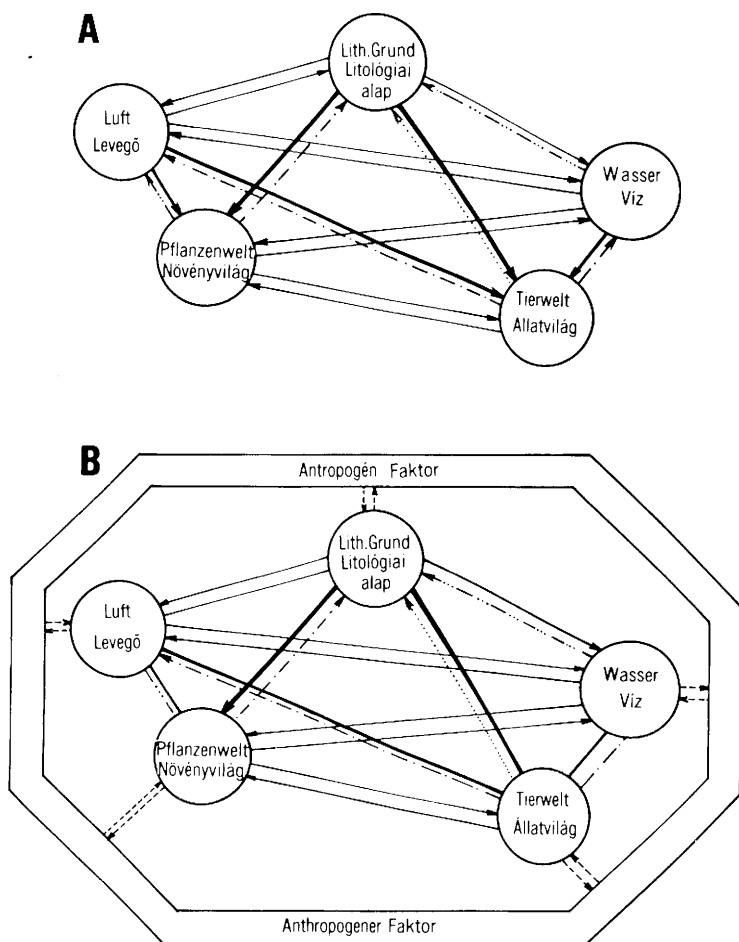 A
Lith.Grund
Litológiai
alap
Luft
Levegő
Wasser
Víz
Pflanzenwelt
Növényvilág
Tierwelt
Állatvilág
B
Antropogén Faktor
Lith.Grund
Litológiai
alap
Luft
Levegő
Wasser
Víz
Pflanzenwelt
Növényvilág
Tierwelt
Állatvilág
Anthropogener Faktor